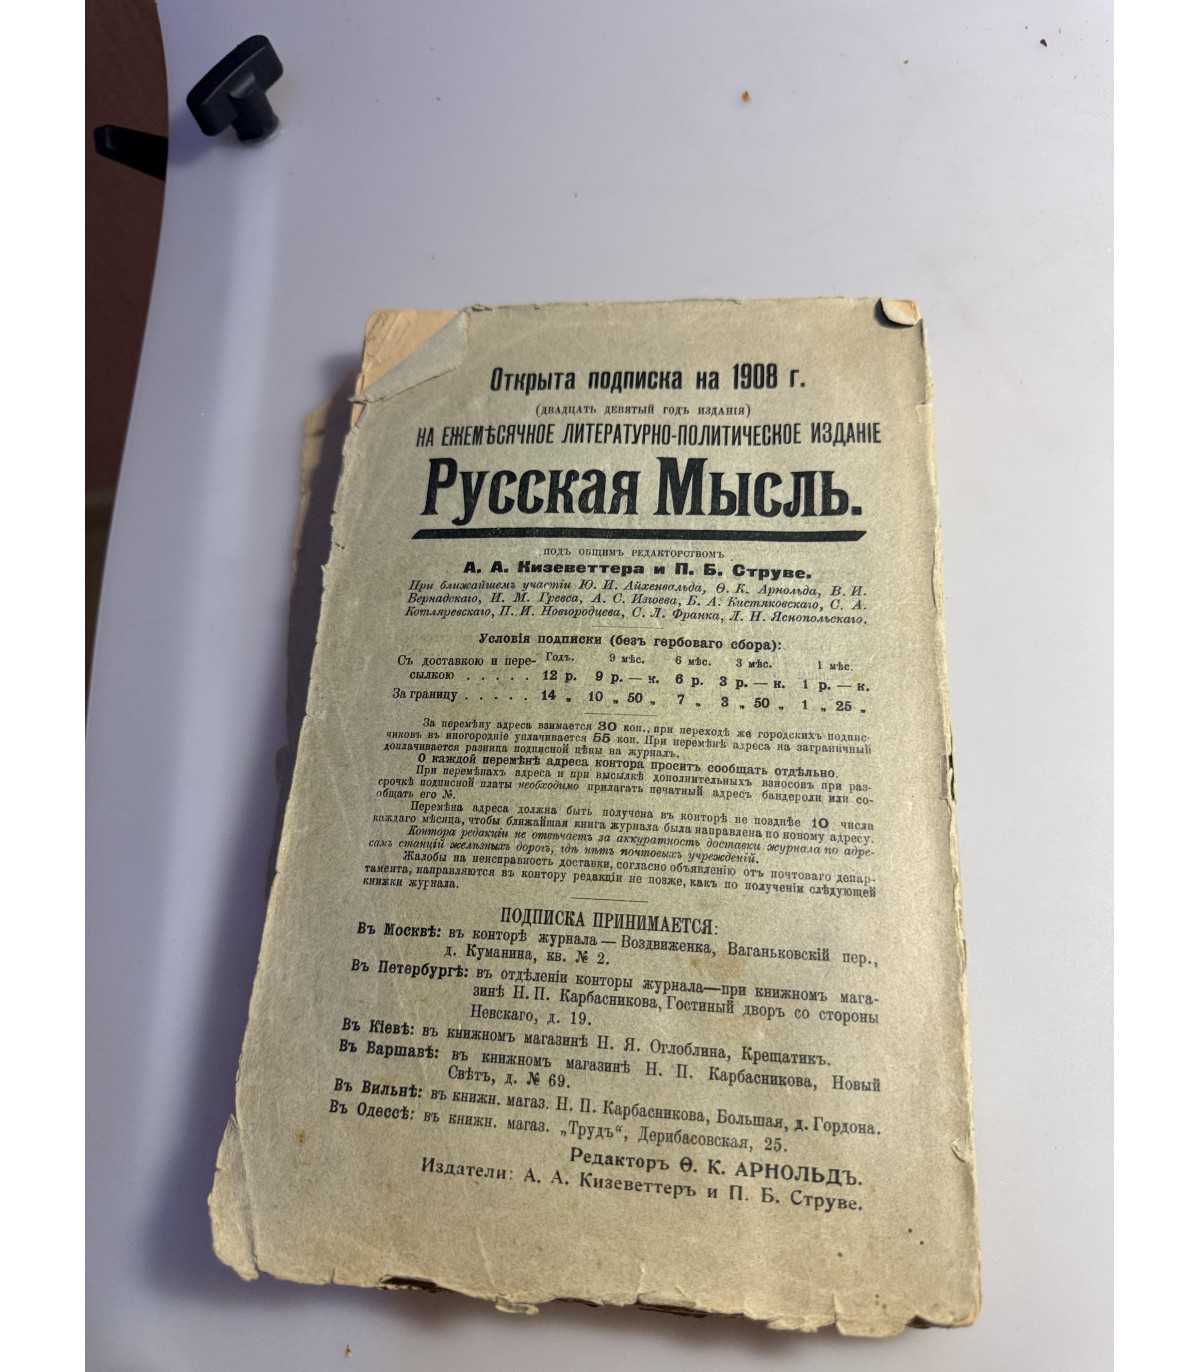 Открыта подписка на 1908 г.
(двадцать девятый годъ изданія)
НА ЕЖЕМѢСЯЧНОЕ ЛИТЕРАТУРНО-ПОЛИТИЧЕСКОЕ ИЗДАНІЕ
Русская Мысль.
подъ общимъ редакторствомъ
А. А. Кизеветтера и П. Б. Струве.
При ближайшемъ участіи Ю. И. Айхенвальда, Ѳ. К. Арнольда, В. И.
Вернадскаго, И. М. Гревса, А. С. Изгоева, Б. А. Кистяковскаго, С. А.
Котляревскаго, П. И. Новгородцева, С. Л. Франка, Л. Н. Яснопольскаго.
Условія подписки (безъ гербоваго сбора):
Годъ. 9 мѣс. 6 мѣс. 3 мѣс. 1 мѣс.
Съ доставкою и пере-
сылкою . . . . . 12 р. 9 р. — к. 6 р. 3 р. — к. 1 р. — к.
За границу . . . . . 14 „ 10 „ 50 „ 7 „ 3 „ 50 „ 1 „ 25 „
За перемѣну адреса взимается 30 коп., при переходѣ же городскихъ подпис-
чиковъ въ иногородніе уплачивается 55 коп. При перемѣнѣ адреса на заграничный
доплачивается разница подписной цѣны на журналъ.
О каждой перемѣнѣ адреса контора проситъ сообщать отдѣльно.
При перемѣнахъ адреса и при высылкѣ дополнительныхъ взносовъ при раз-
срочкѣ подписной платы необходимо прилагать печатный адресъ бандероли или со-
общать его №.
Перемѣна адреса должна быть получена въ конторѣ не позднѣе 10 числа
каждаго мѣсяца, чтобы ближайшая книга журнала была направлена по новому адресу.
Контора редакціи не отвѣчаетъ за аккуратность доставки журнала по адре-
самъ станцій желѣзныхъ дорогъ, гдѣ нѣтъ почтовыхъ учрежденій.
Жалобы на неисправность доставки, согласно объявленію отъ почтоваго депар-
тамента, направляются въ контору редакціи не позже, какъ по полученіи слѣдующей
книжки журнала.
ПОДПИСКА ПРИНИМАЕТСЯ:
Въ Москвѣ: въ конторѣ журнала — Воздвиженка, Ваганьковскій пер.,
д. Куманина, кв. № 2.
Въ Петербургѣ: въ отдѣленіи конторы журнала—при книжномъ мага-
зинѣ Н. П. Карбасникова, Гостиный дворъ со стороны
Невскаго, д. 19.
Въ Кіевѣ: въ книжномъ магазинѣ Н. Я. Оглоблина, Крещатикъ.
Въ Варшавѣ: въ книжномъ магазинѣ Н. П. Карбасникова, Новый
Свѣтъ, д. № 69.
Въ Вильнѣ: въ книжн. магаз. Н. П. Карбасникова, Большая, д. Гордона.
Въ Одессѣ: въ книжн. магаз. „Трудъ“, Дерибасовская, 25.
Редакторъ Ѳ. К. АРНОЛЬДЪ.
Издатели: А. А. Кизеветтеръ и П. Б. Струве.